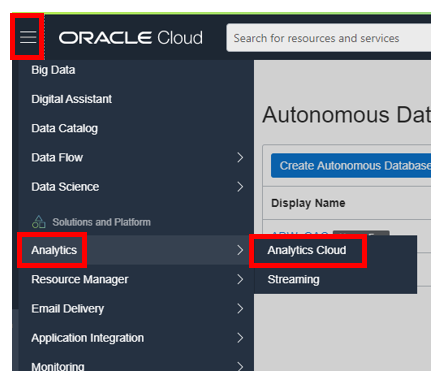 ORACLE Cloud
Search for resources and services
Big Data
Digital Assistant
Data Catalog
Data Flow
Data Science
Solutions and Platform
Analytics
Resource Manager
Email Delivery
Application Integration
Monitoring
Analytics Cloud
Streaming
Autonomous Dat
Create Autonomous Database
Display Name